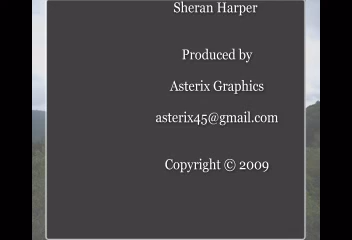 Sheran Harper
Produced by
Asterix Graphics
asterix45@gmail.com
Copyright © 2009